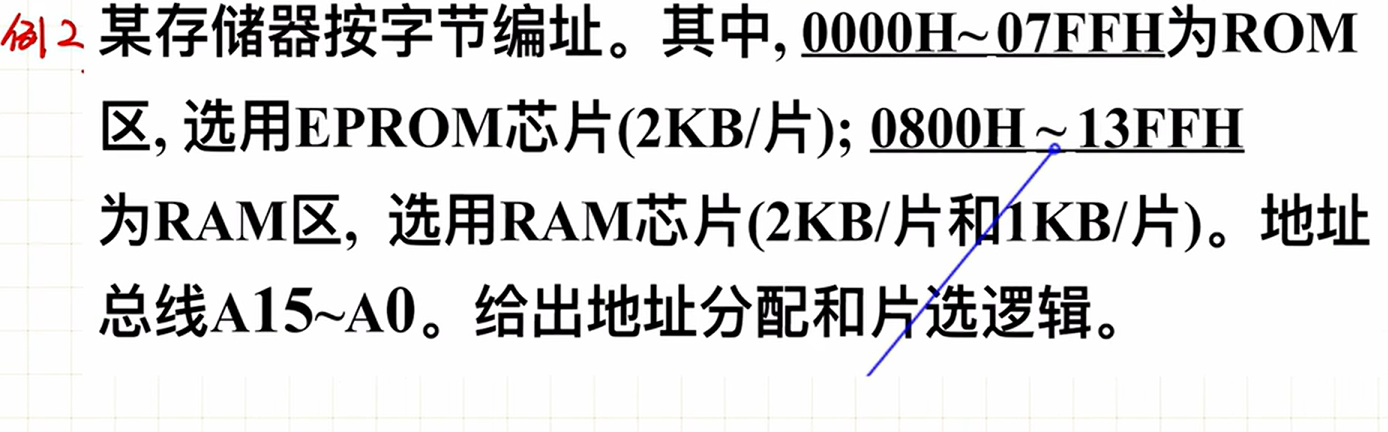 例2 某存储器按字节编址。其中, 0000H~07FFH为ROM
区, 选用EPROM芯片(2KB/片); 0800H~13FFH
为RAM区, 选用RAM芯片(2KB/片和1KB/片)。地址
总线A15~A0。给出地址分配和片选逻辑。